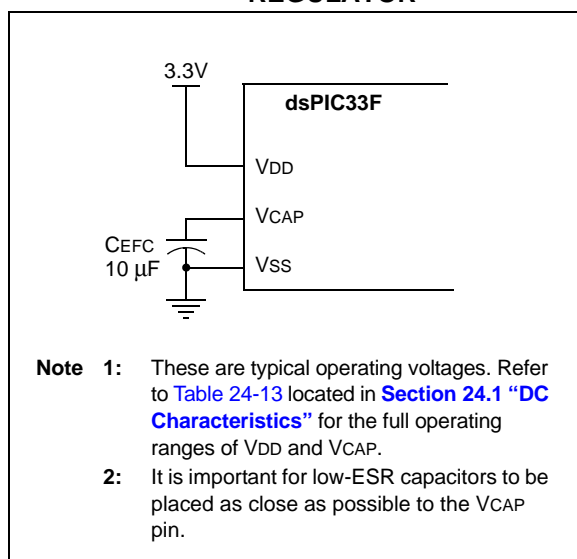 REGULATOR
3.3V
dsPIC33F
VDD
VCAP
CEFC
10 μF
VSS
Note 1: These are typical operating voltages. Refer
to Table 24-13 located in Section 24.1 “DC
Characteristics” for the full operating
ranges of VDD and VCAP.
2: It is important for low-ESR capacitors to be
placed as close as possible to the VCAP
pin.